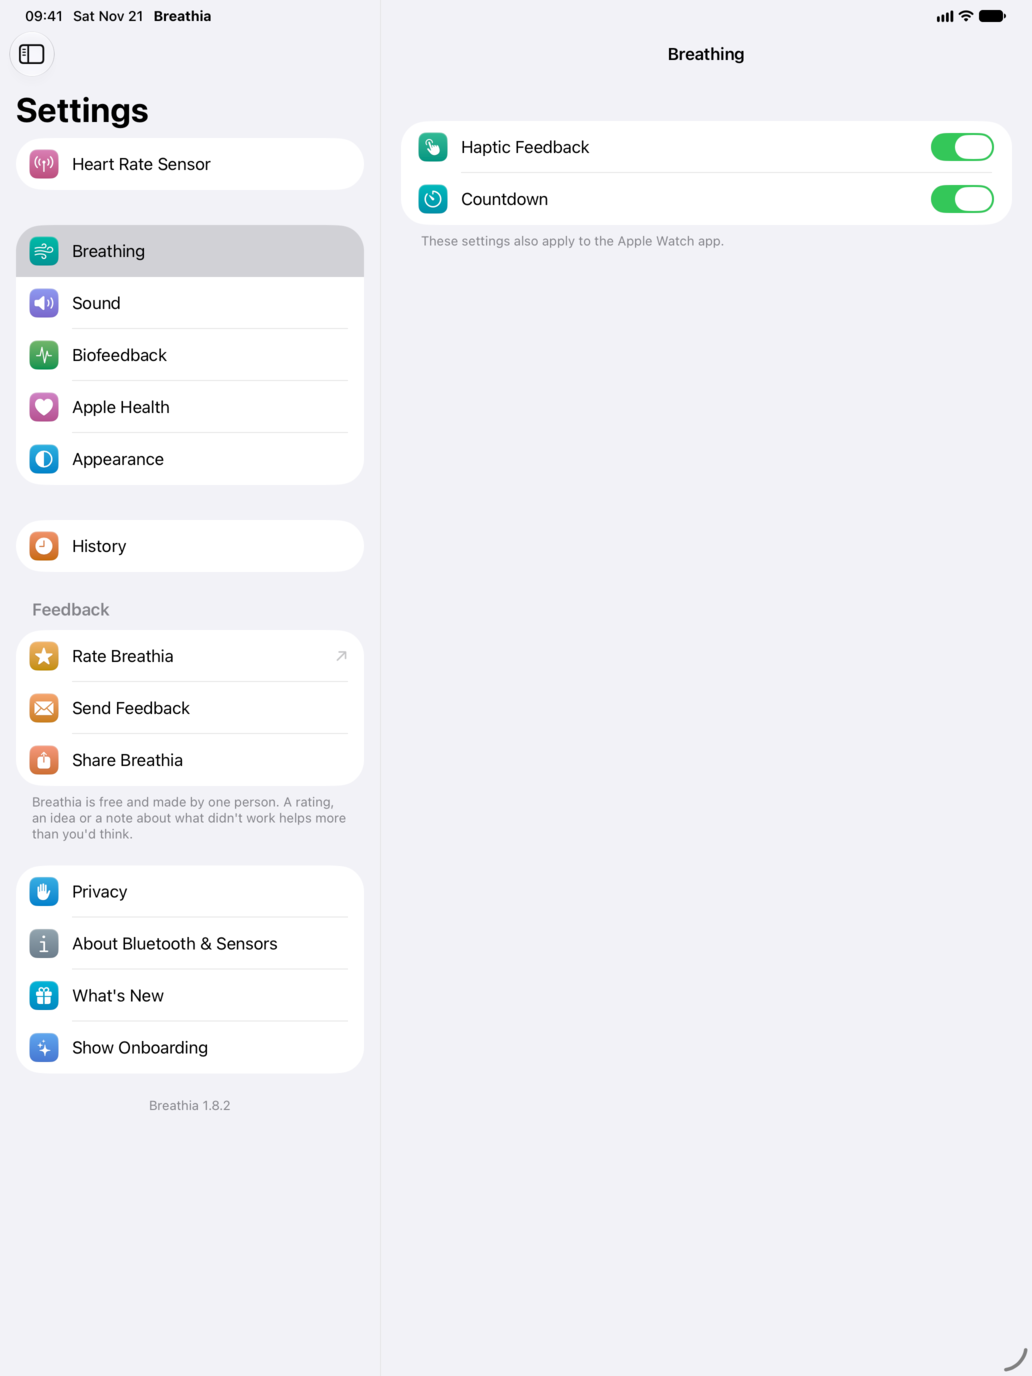 09:41 Sat Nov 21 Breathia
Settings
Heart Rate Sensor
Breathing
Sound
Biofeedback
Apple Health
Appearance
History
Feedback
Rate Breathia
Send Feedback
Share Breathia
Breathia is free and made by one person. A rating,
an idea or a note about what didn't work helps more
than you'd think.
Privacy
About Bluetooth & Sensors
What's New
Show Onboarding
Breathia 1.8.2
Breathing
Haptic Feedback
Countdown
These settings also apply to the Apple Watch app.